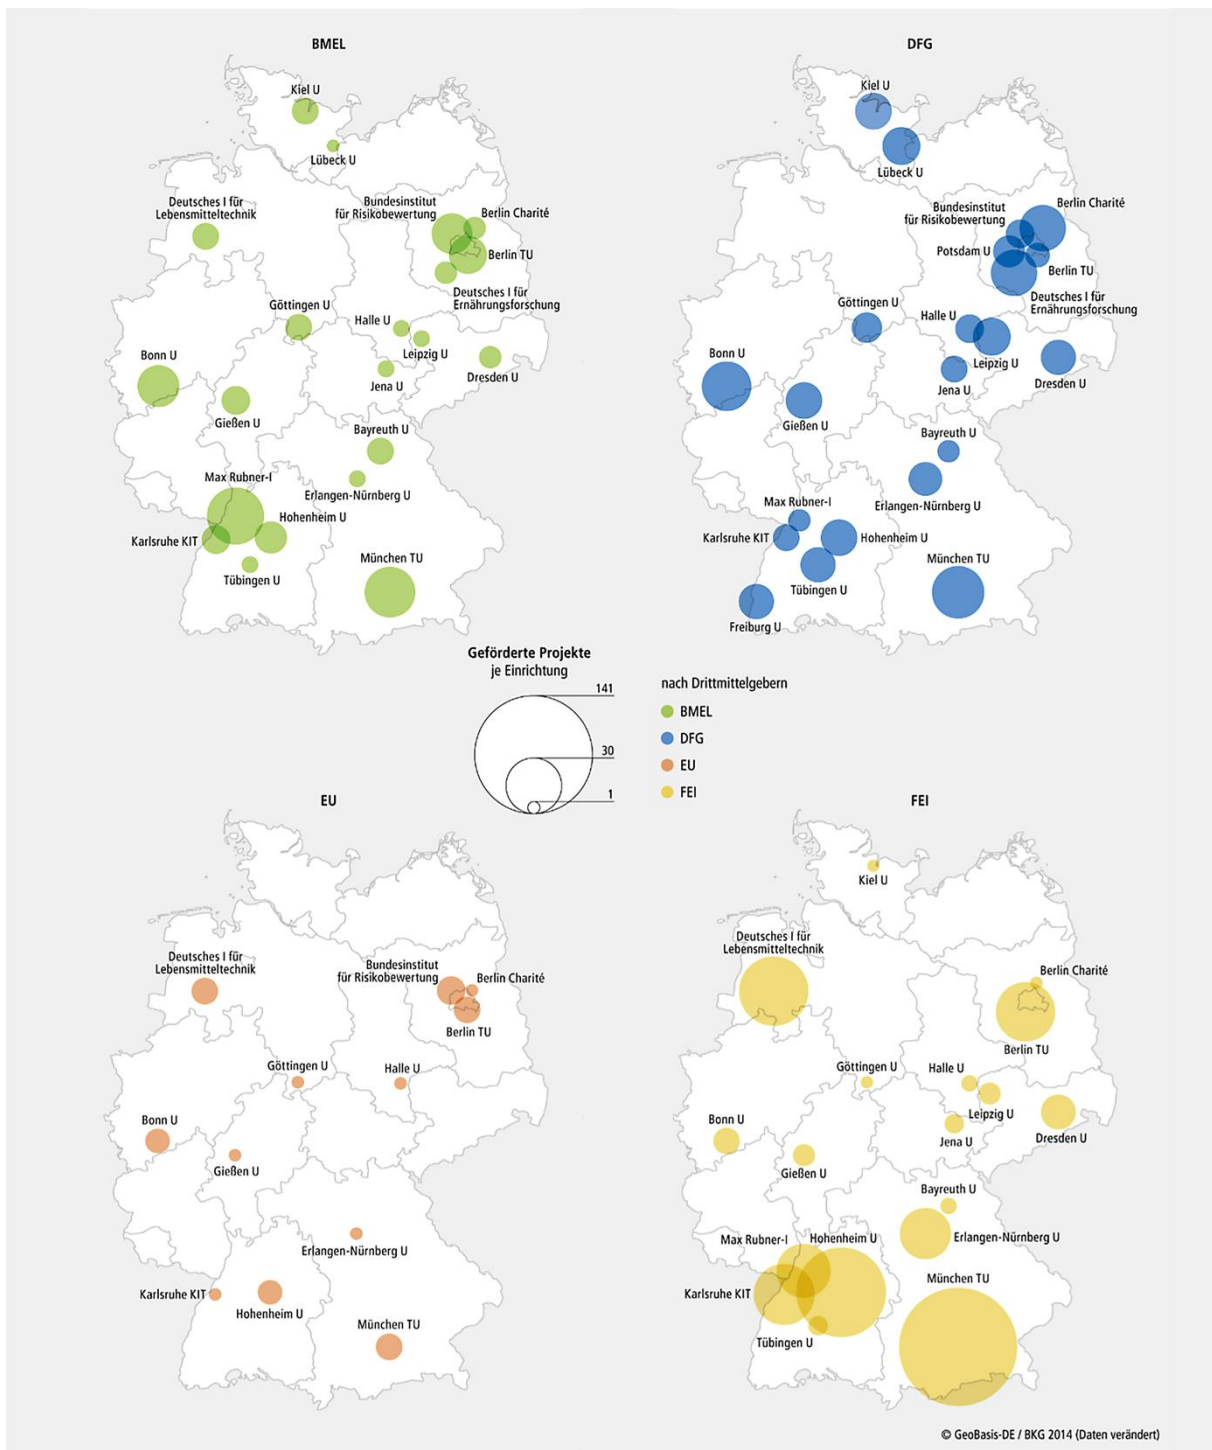 BMEL
Kiel U
Lübeck U
Deutsches I für
Lebensmitteltechnik
Bundesinstitut
für Risikobewertung
Berlin Charité
Berlin TU
Deutsches I für
Ernährungsforschung
Göttingen U
Halle U
Leipzig U
Bonn U
Jena U
Dresden U
Gießen U
Bayreuth U
Max Rubner-I
Erlangen-Nürnberg U
Hohenheim U
Karlsruhe KIT
Tübingen U
München TU
DFG
Kiel U
Lübeck U
Bundesinstitut
für Risikobewertung
Berlin Charité
Potsdam U
Berlin TU
Deutsches I für
Ernährungsforschung
Göttingen U
Halle U
Leipzig U
Bonn U
Jena U
Dresden U
Gießen U
Bayreuth U
Max Rubner-I
Erlangen-Nürnberg U
Karlsruhe KIT
Hohenheim U
München TU
Tübingen U
Freiburg U
Geförderte Projekte
je Einrichtung
141
30
1
nach Drittmittelgebern
BMEL
DFG
EU
FEI
EU
Deutsches I für
Lebensmitteltechnik
Bundesinstitut
für Risikobewertung
Berlin Charité
Berlin TU
Göttingen U
Halle U
Bonn U
Gießen U
Erlangen-Nürnberg U
Karlsruhe KIT
Hohenheim U
München TU
FEI
Kiel U
Deutsches I für
Lebensmitteltechnik
Berlin Charité
Berlin TU
Göttingen U
Halle U
Leipzig U
Bonn U
Jena U
Dresden U
Gießen U
Bayreuth U
Max Rubner-I
Hohenheim U
Erlangen-Nürnberg U
München TU
Karlsruhe KIT
Tübingen U
© GeoBasis-DE / BKG 2014 (Daten verändert)